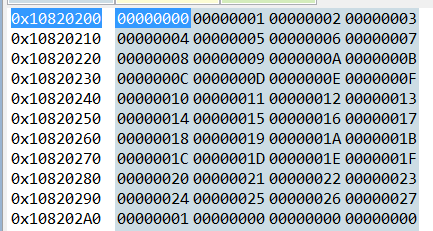 0x10820200 00000000 00000001 00000002 00000003
0x10820210 00000004 00000005 00000006 00000007
0x10820220 00000008 00000009 0000000A 0000000B
0x10820230 0000000C 0000000D 0000000E 0000000F
0x10820240 00000010 00000011 00000012 00000013
0x10820250 00000014 00000015 00000016 00000017
0x10820260 00000018 00000019 0000001A 0000001B
0x10820270 0000001C 0000001D 0000001E 0000001F
0x10820280 00000020 00000021 00000022 00000023
0x10820290 00000024 00000025 00000026 00000027
0x108202A0 00000001 00000000 00000000 00000000